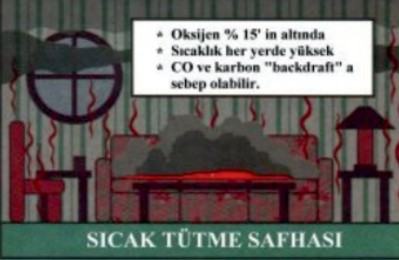 * Oksijen % 15' in altında
* Sıcaklık her yerde yüksek
* CO ve karbon "backdraft" a
sebep olabilir.
SICAK TÜTME SAFHASI